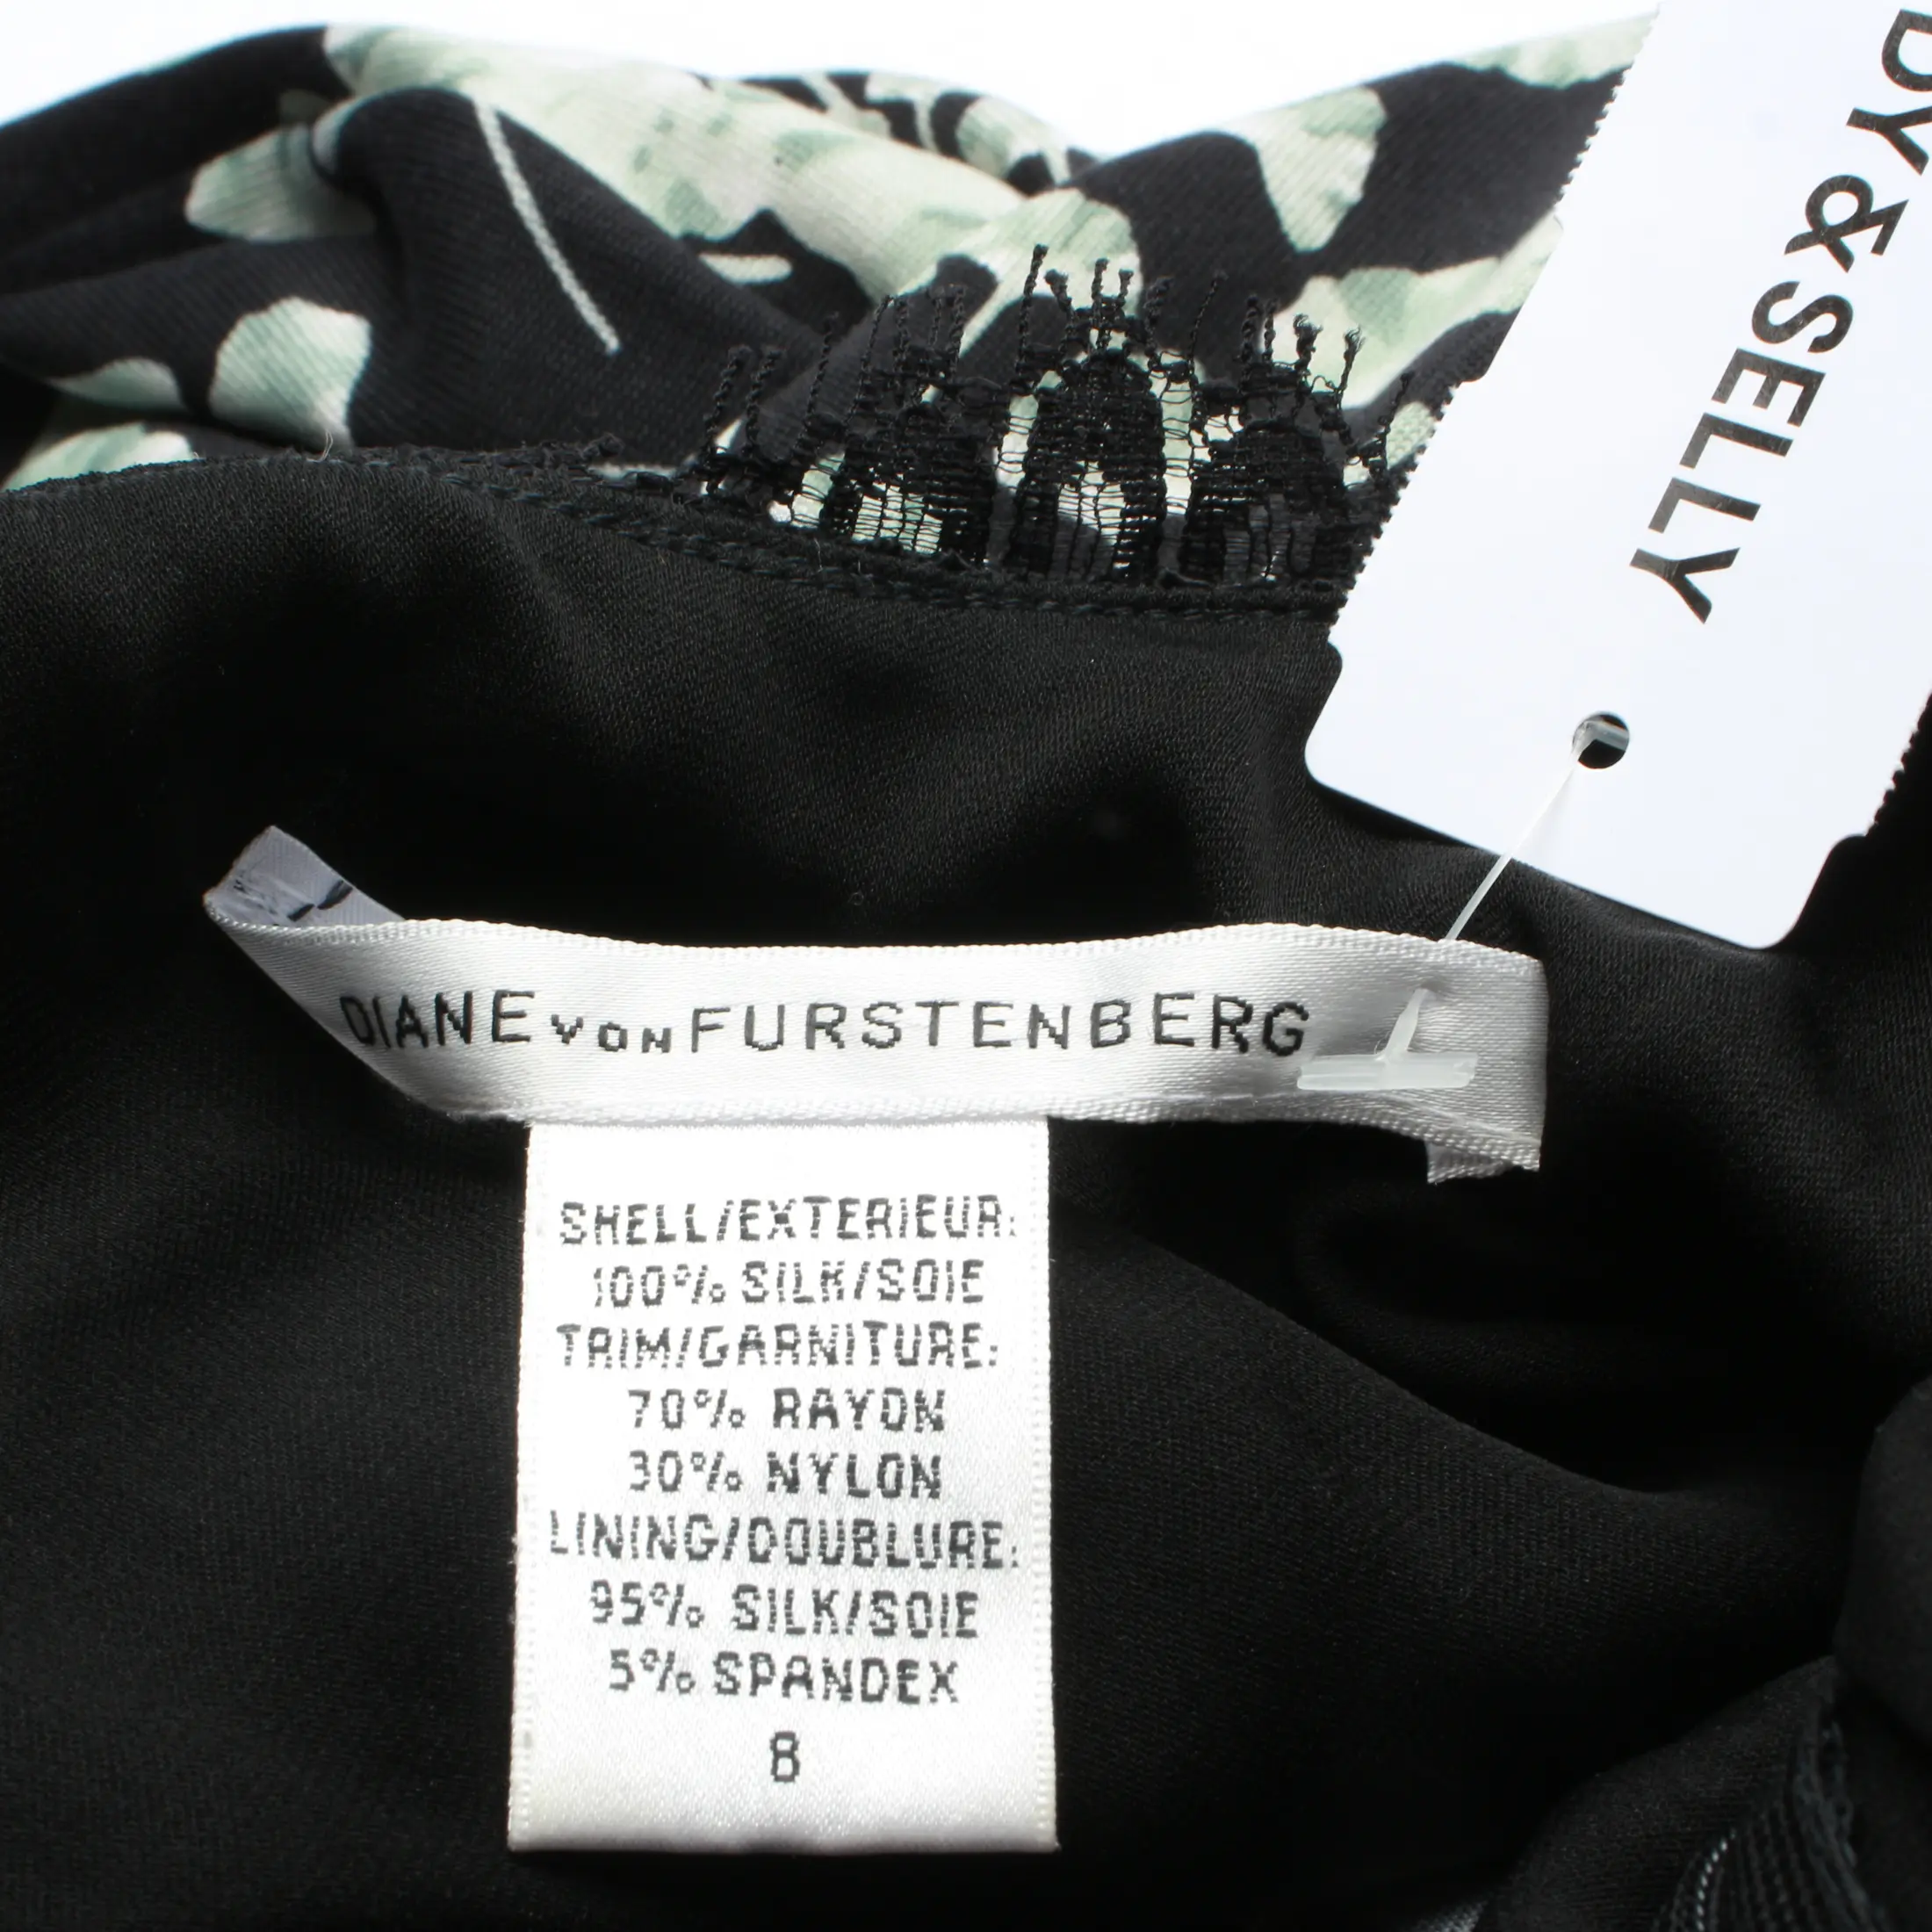 DY & SELLY
DIANE VON FURSTENBERG
SHELL/EXTERIEUR:
100% SILK/SOIE
TRIM/GARNITURE:
70% RAYON
30% NYLON
LINING/DOUBLURE:
95% SILK/SOIE
5% SPANDEX
8